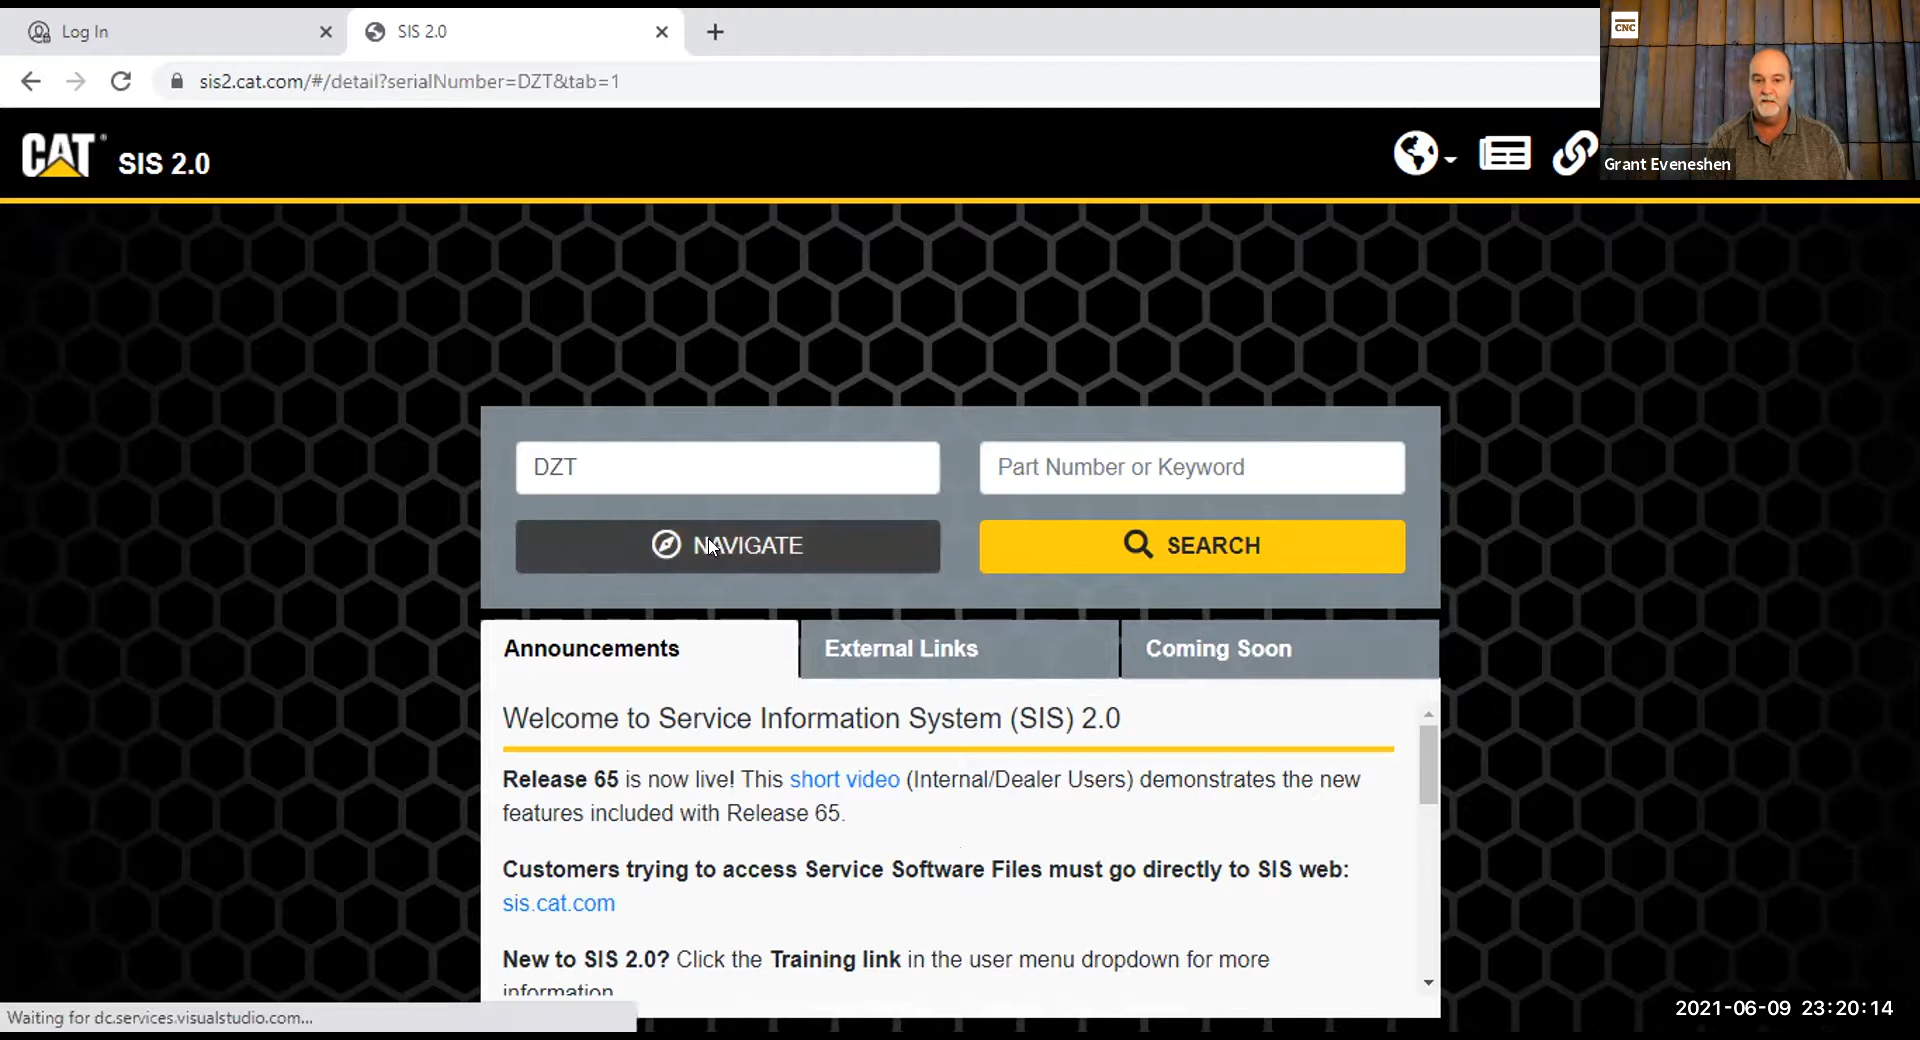 Log In
SIS 2.0
sis2.cat.com/#/detail?serialNumber=DZT&tab=1
CNC
Grant Eveneshen
CAT® SIS 2.0
DZT
Part Number or Keyword
NAVIGATE
SEARCH
Announcements
External Links
Coming Soon
Welcome to Service Information System (SIS) 2.0
Release 65 is now live! This short video (Internal/Dealer Users) demonstrates the new
features included with Release 65.
Customers trying to access Service Software Files must go directly to SIS web:
sis.cat.com
New to SIS 2.0? Click the Training link in the user menu dropdown for more
information
Waiting for dc.services.visualstudio.com...
2021-06-09 23:20:14